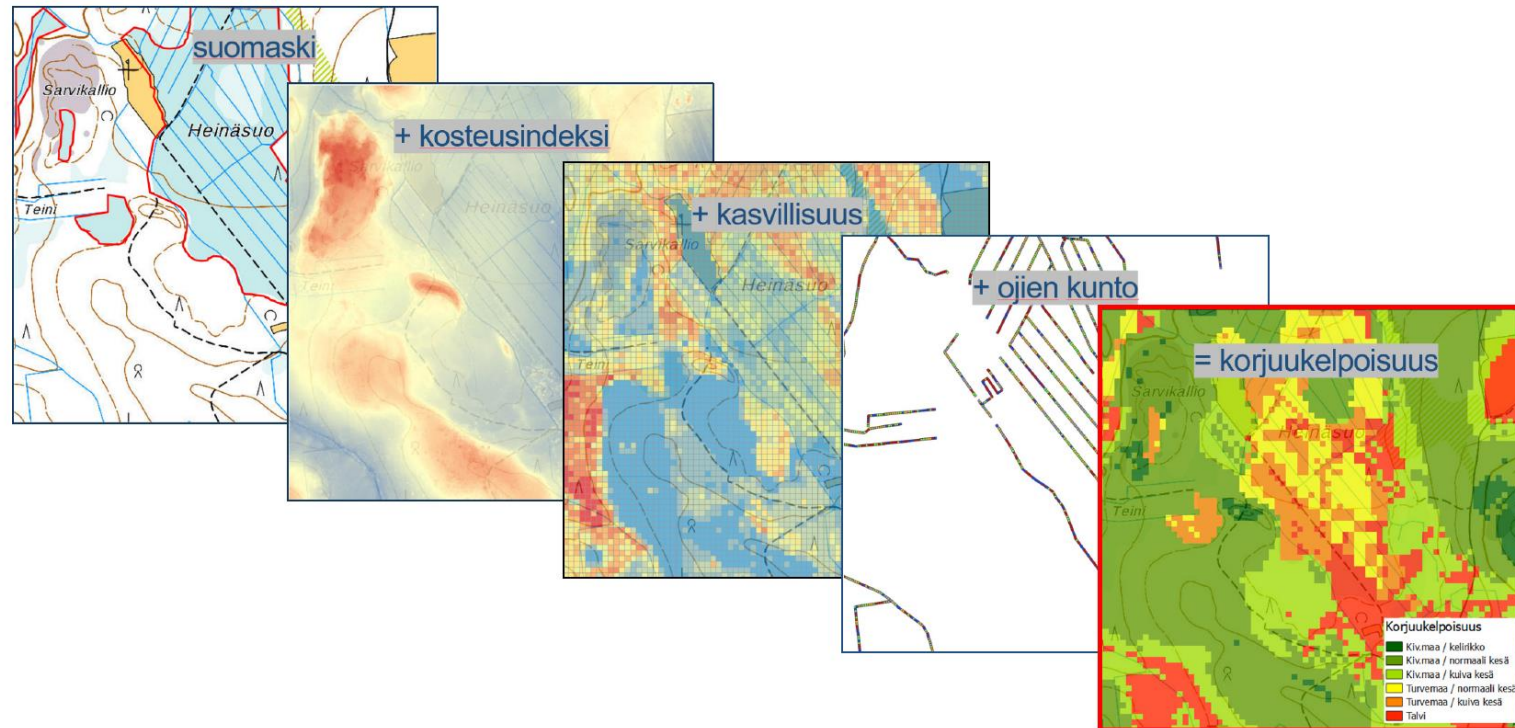 suomaski
Sarvikallio
Heinäsuo
Teini
+ kosteusindeksi
Sarvikallio
Heinäsuo
Teini
+ kasvillisuus
Sarvikallio
Heinäsuo
Teini
+ ojien kunto
= korjuukelpoisuus
Sarvikallio
Heinäsuo
Teini
Korjuukelpoisuus
Kiv.maa / kelirikko
Kiv.maa / normaali kesä
Kiv.maa / kuiva kesä
Turvemaa / normaali kesä
Turvemaa / kuiva kesä
Talvi